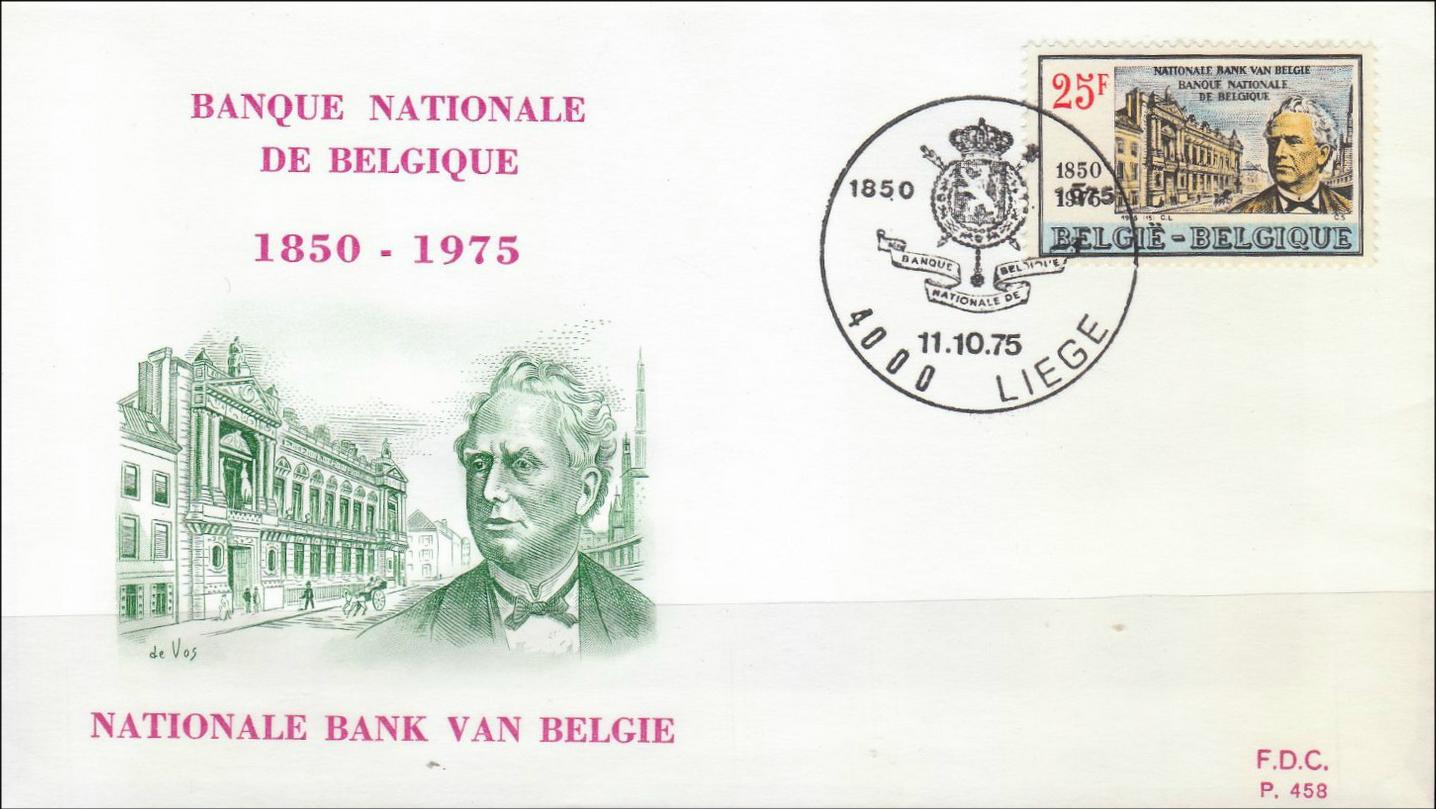 BANQUE NATIONALE
DE BELGIQUE
1850 - 1975
de Vos
NATIONALE BANK VAN BELGIE
25F
NATIONALE BANK VAN BELGIE
BANQUE NATIONALE
DE BELGIQUE
1850
1975
C.L.
C.S
BELGIË - BELGIQUE
1850
1975
BANQUE
NATIONALE DE
BELGIQUE
11.10.75
4000 LIEGE
F.D.C.
P. 458